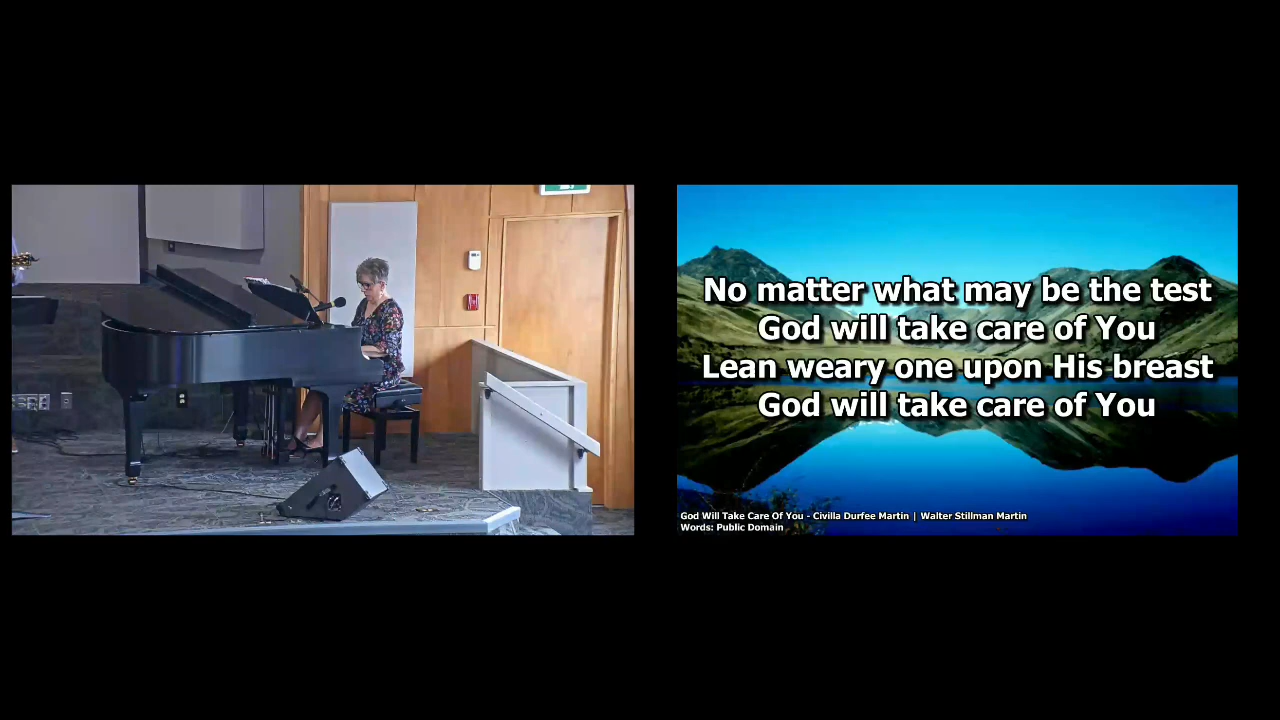 No matter what may be the test
God will take care of You
Lean weary one upon His breast
God will take care of You
God Will Take Care Of You - Civilla Durfee Martin | Walter Stillman Martin
Words: Public Domain